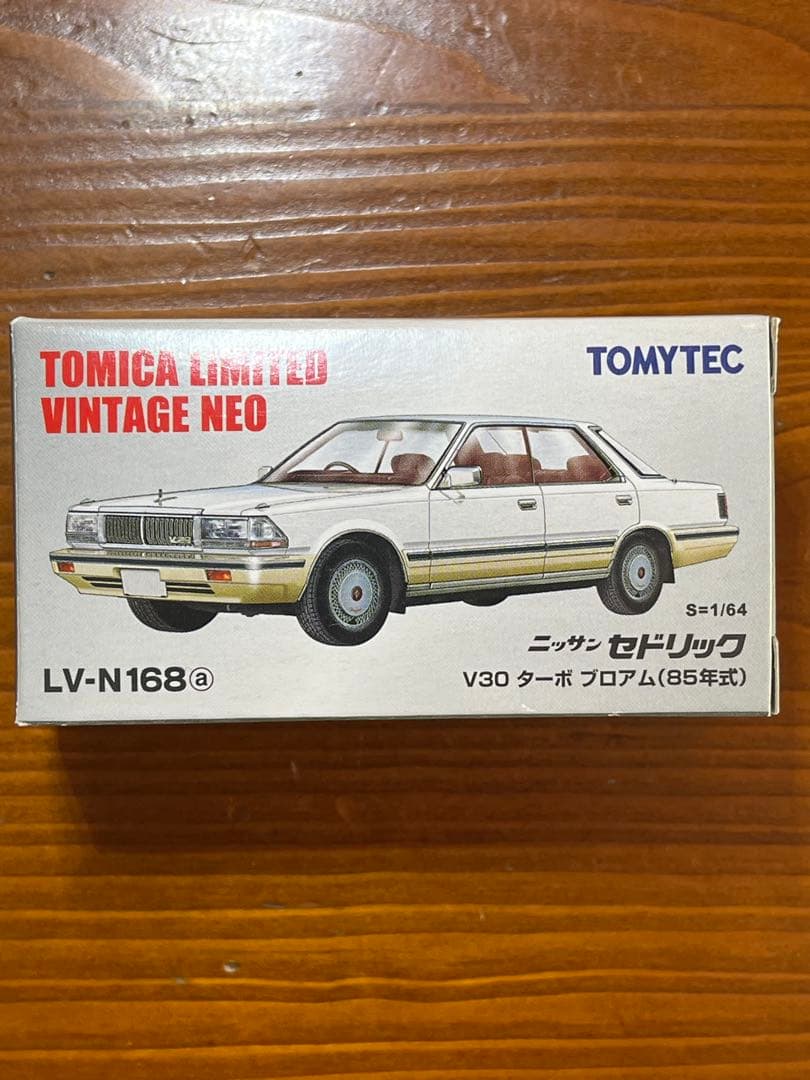 TOMICA LIMITED
VINTAGE NEO
TOMYTEC
S=1/64
ニッサン セドリック
V30 ターボ ブロアム(85年式)
LV-N168ⓐ